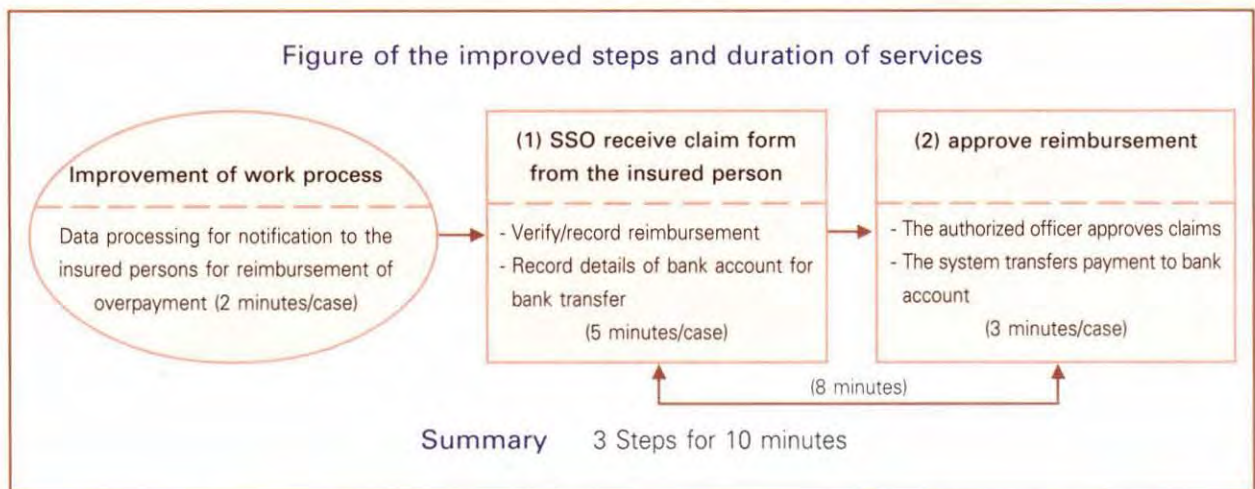 Figure of the improved steps and duration of services
Improvement of work process
Data processing for notification to the
insured persons for reimbursement of
overpayment (2 minutes/case)
(1) SSO receive claim form
from the insured person
- Verify/record reimbursement
- Record details of bank account for
bank transfer
(5 minutes/case)
(2) approve reimbursement
- The authorized officer approves claims
- The system transfers payment to bank
account
(3 minutes/case)
(8 minutes)
Summary 3 Steps for 10 minutes